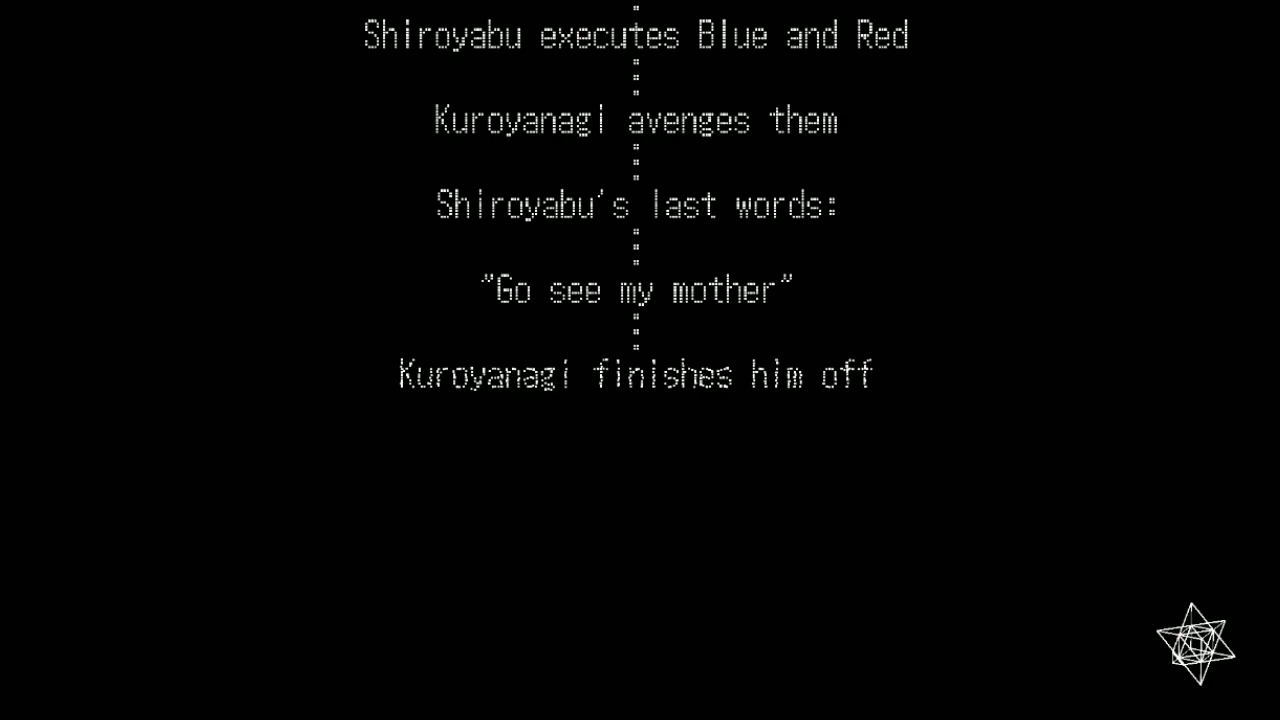 Shiroyabu executes Blue and Red
Kuroyanagi avenges them
Shiroyabu's last words:
"Go see my mother"
Kuroyanagi finishes him off